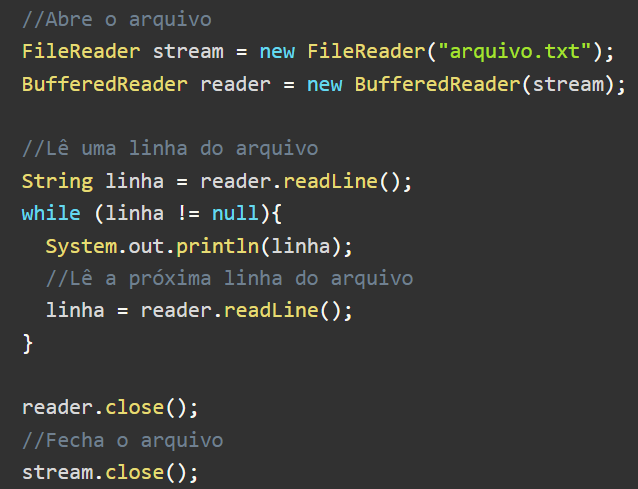 //Abre o arquivo
FileReader stream = new FileReader("arquivo.txt");
BufferedReader reader = new BufferedReader(stream);

//Lê uma linha do arquivo
String linha = reader.readLine();
while (linha != null){
  System.out.println(linha);
  //Lê a próxima linha do arquivo
  linha = reader.readLine();
}

reader.close();
//Fecha o arquivo
stream.close();